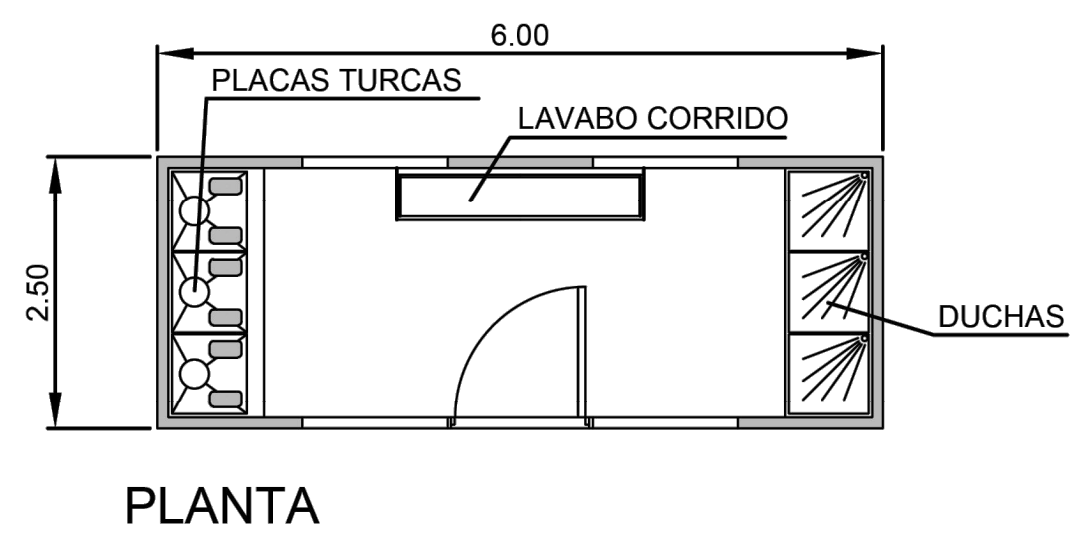 6.00
PLACAS TURCAS
LAVABO CORRIDO
2.50
DUCHAS
PLANTA